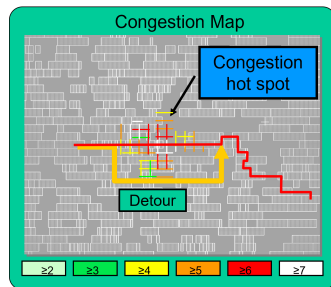 Congestion Map
Congestion
hot spot
Detour
≥2 ≥3 ≥4 ≥5 ≥6 ≥7